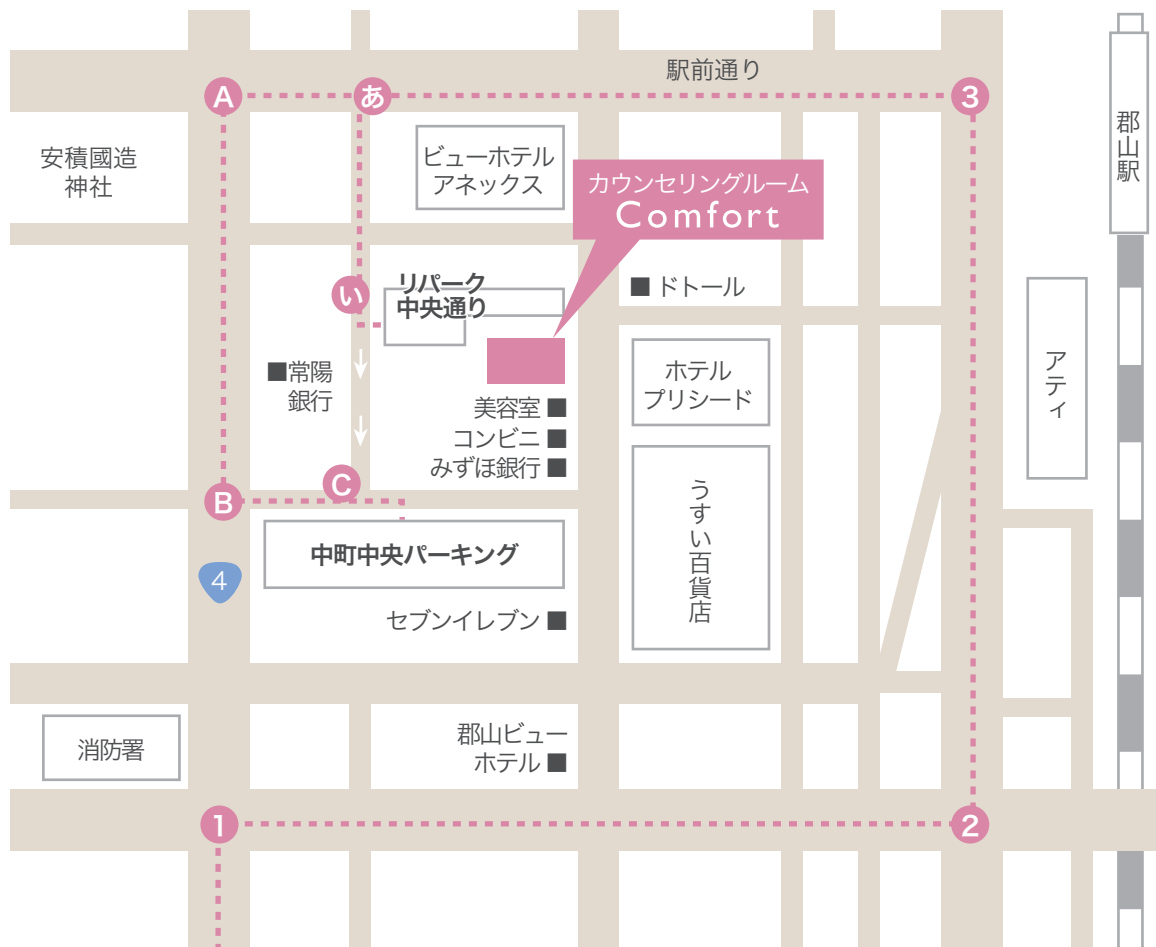 駅前通り
A
あ
3
郡山駅
安積國造
神社
ビューホテル
アネックス
カウンセリングルーム
Comfort
い
リパーク
中央通り
■ ドトール
■常陽
銀行
ホテル
プリシード
アティ
美容室 ■
コンビニ ■
みずほ銀行 ■
B
C
うすい百貨店
中町中央パーキング
4
セブンイレブン ■
消防署
郡山ビュー
ホテル ■
1
2